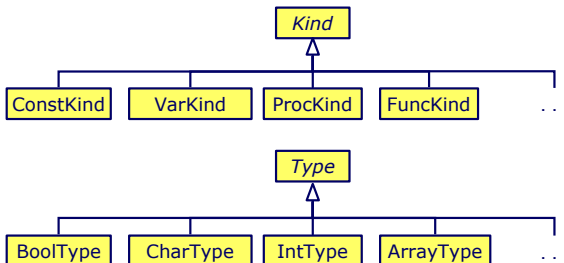 Kind
ConstKind VarKind ProcKind FuncKind . .
Type
BoolType CharType IntType ArrayType . .